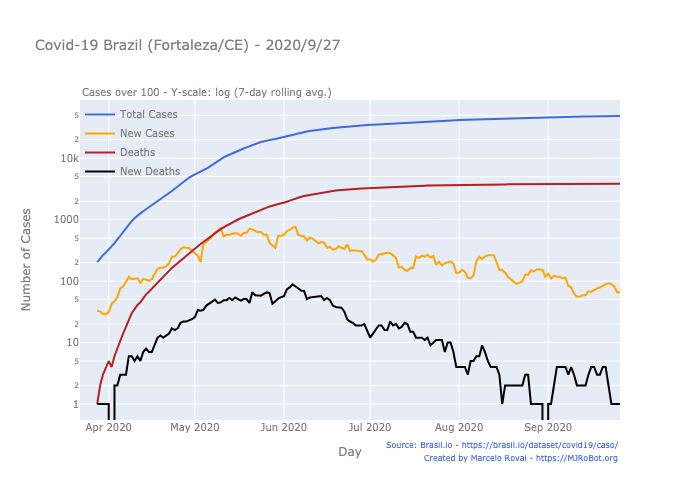 Covid-19 Brazil (Fortaleza/CE) - 2020/9/27
Cases over 100 - Y-scale: log (7-day rolling avg.)
Total Cases
New Cases
Deaths
New Deaths
Number of Cases
5
2
10k
5
2
1000
5
2
100
5
2
10
5
2
1
Apr 2020
May 2020
Jun 2020
Jul 2020
Aug 2020
Sep 2020
Day
Source: Brasil.io - https://brasil.io/dataset/covid19/caso/
Created by Marcelo Rovai - https://MJRoBot.org